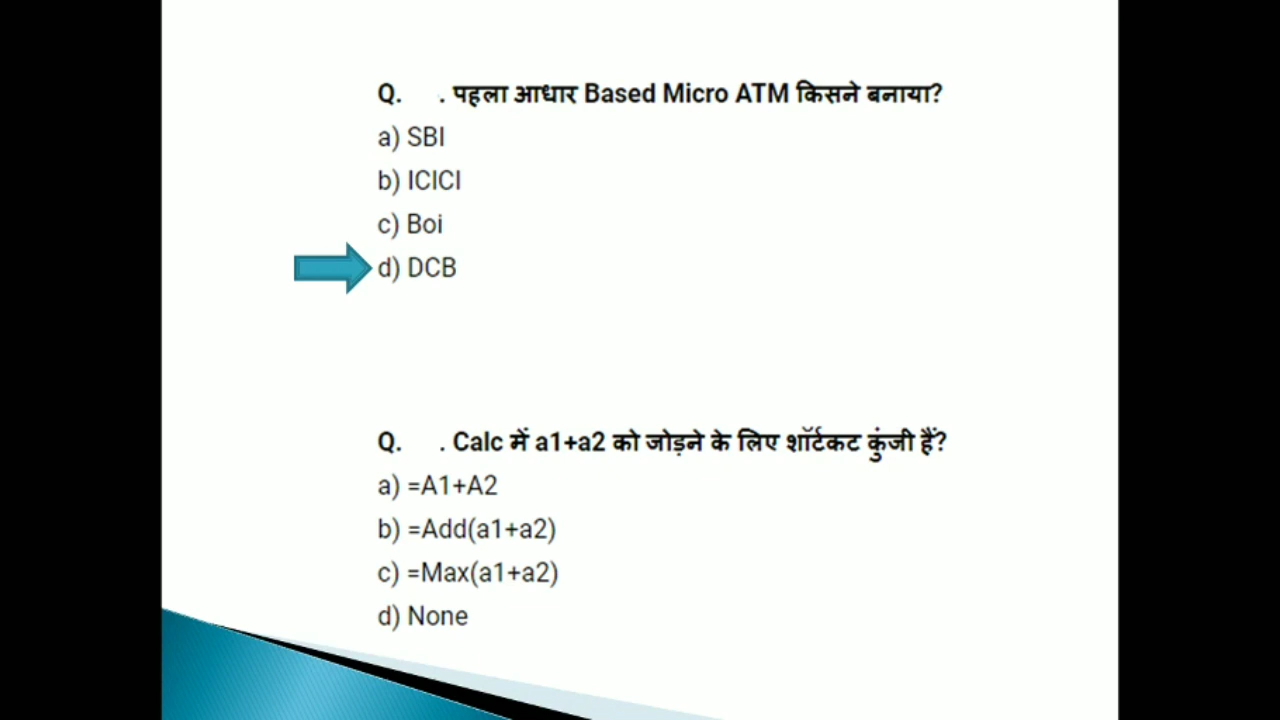 Q. . पहला आधार Based Micro ATM किसने बनाया?
a) SBI
b) ICICI
c) Boi
d) DCB
Q. . Calc में a1+a2 को जोड़ने के लिए शॉर्टकट कुंजी हैं?
a) =A1+A2
b) =Add(a1+a2)
c) =Max(a1+a2)
d) None